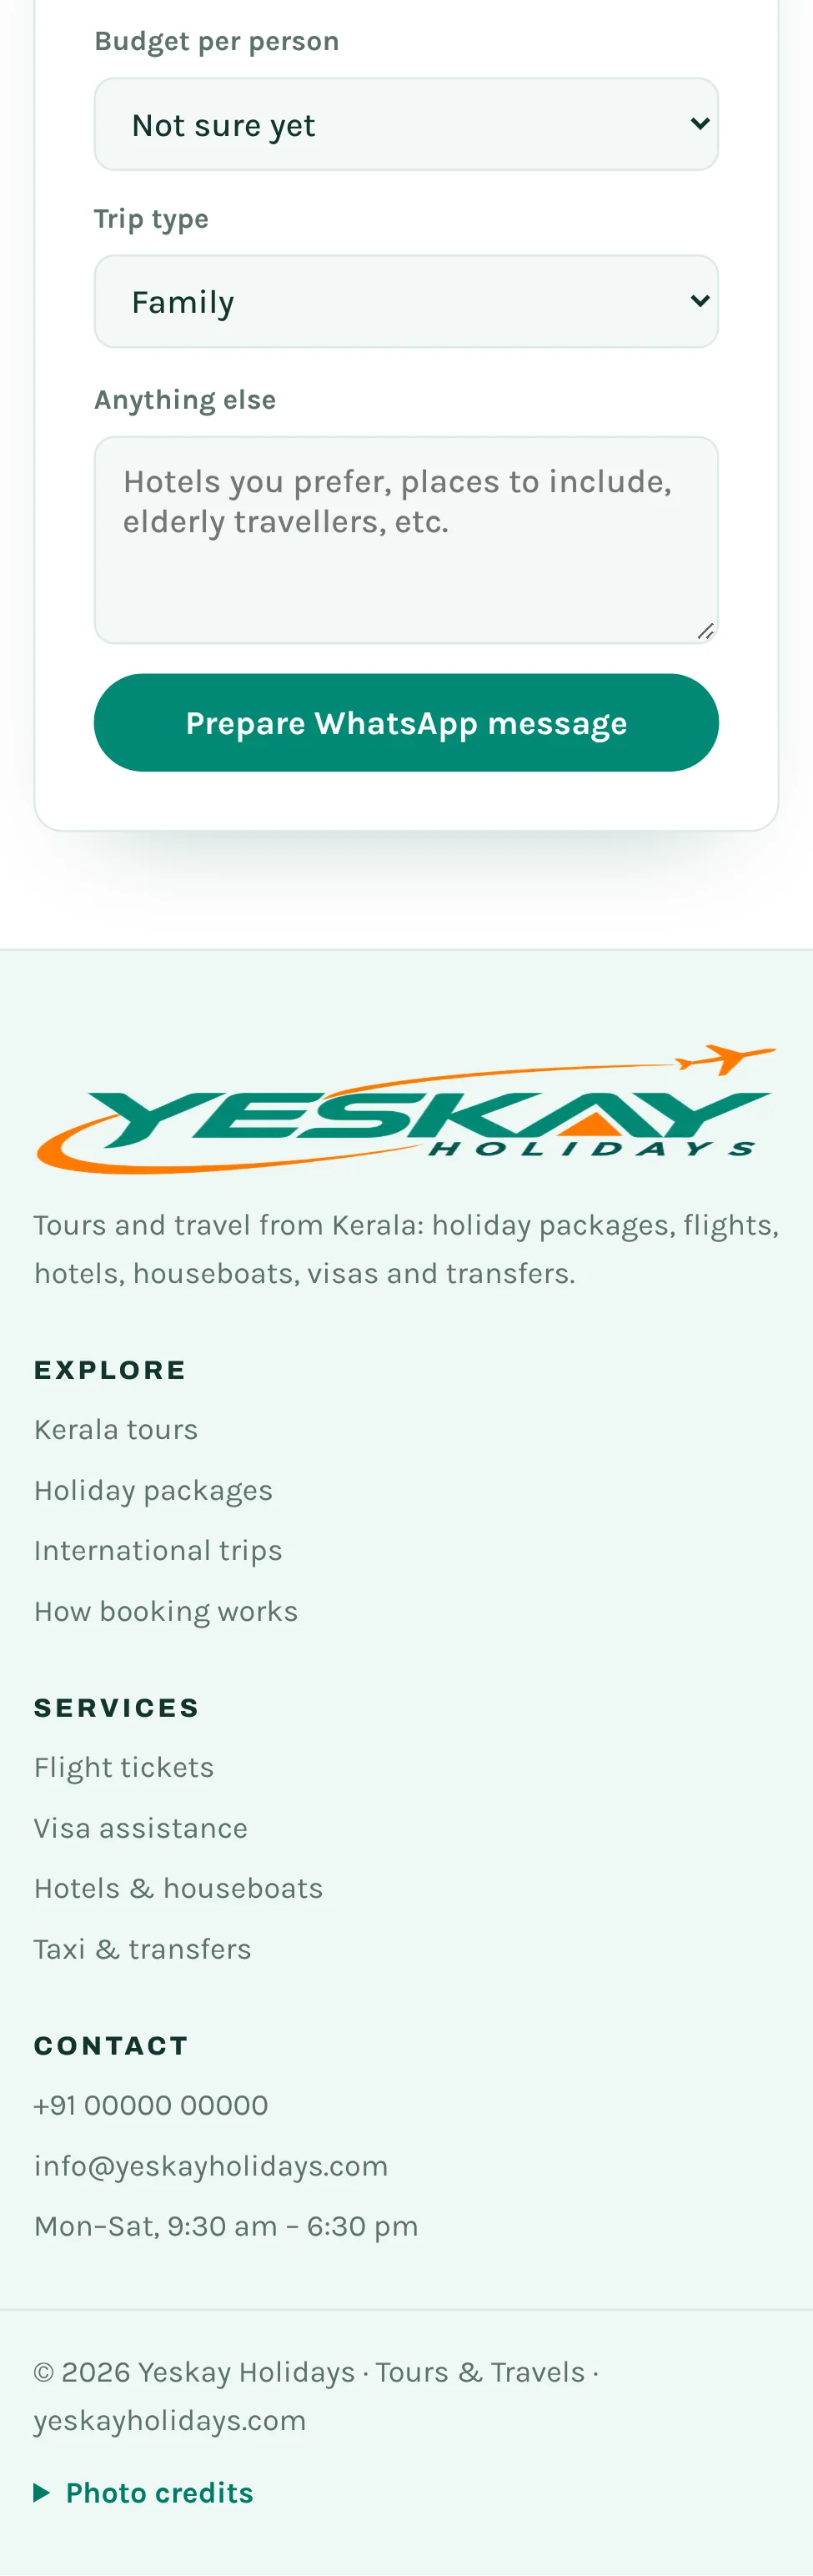 Budget per person
Not sure yet
Trip type
Family
Anything else
Hotels you prefer, places to include,
elderly travellers, etc.
Prepare WhatsApp message
YESKAY
HOLIDAYS
Tours and travel from Kerala: holiday packages, flights,
hotels, houseboats, visas and transfers.
EXPLORE
Kerala tours
Holiday packages
International trips
How booking works
SERVICES
Flight tickets
Visa assistance
Hotels & houseboats
Taxi & transfers
CONTACT
+91 00000 00000
info@yeskayholidays.com
Mon–Sat, 9:30 am – 6:30 pm
© 2026 Yeskay Holidays · Tours & Travels ·
yeskayholidays.com
Photo credits